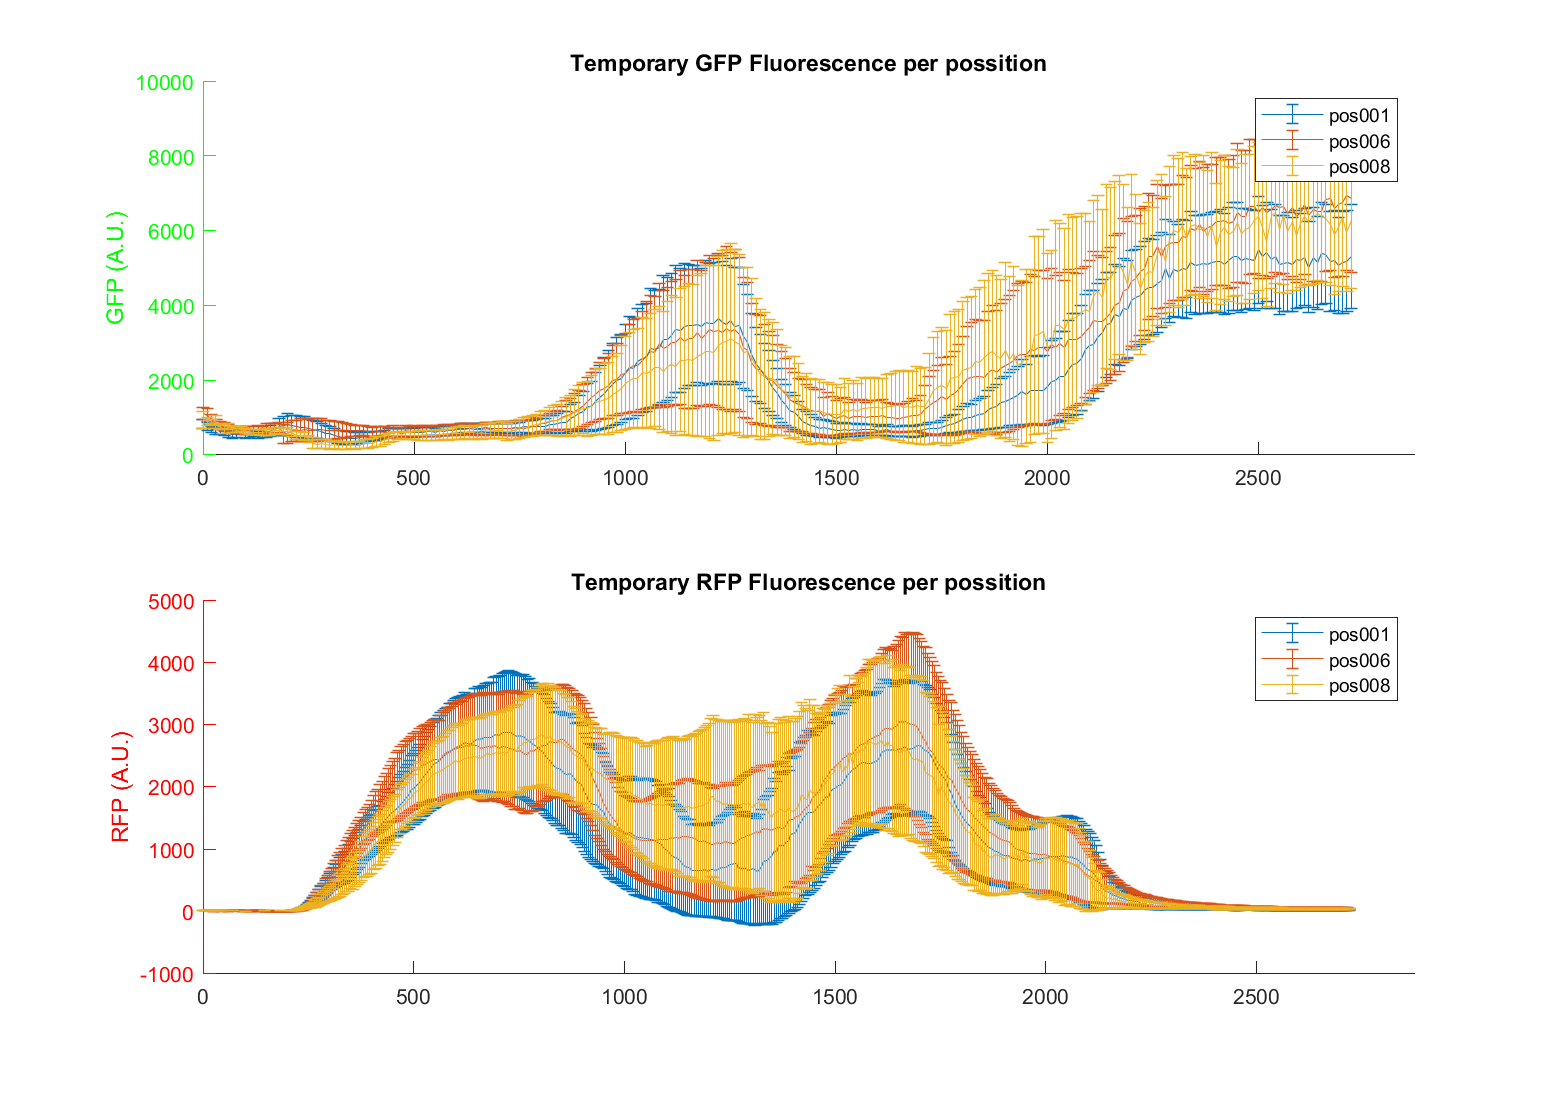 Temporary GFP Fluorescence per possition
10000
8000
6000
4000
2000
0
GFP (A.U.)
0 500 1000 1500 2000 2500
pos001
pos006
pos008
Temporary RFP Fluorescence per possition
5000
4000
3000
2000
1000
0
-1000
RFP (A.U.)
0 500 1000 1500 2000 2500
pos001
pos006
pos008